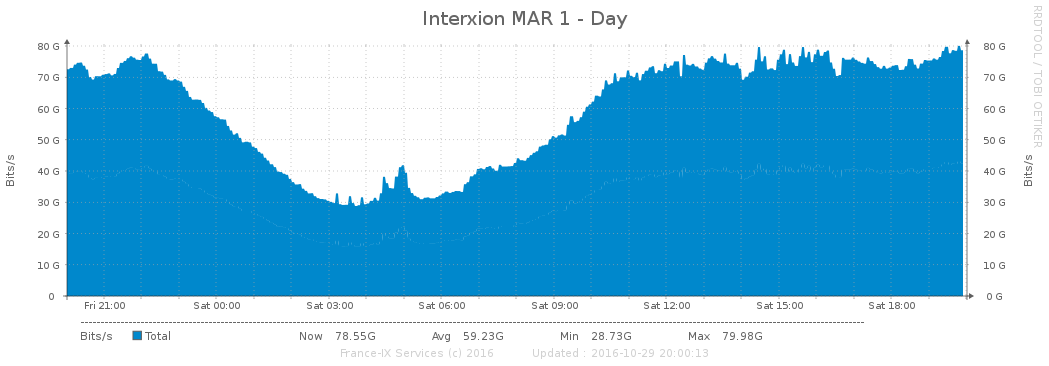 Interxion MAR 1 - Day
RRDTOOL / TOBI OETIKER
Bits/s
80 G
70 G
60 G
50 G
40 G
30 G
20 G
10 G
0
80 G
70 G
60 G
50 G
40 G
30 G
20 G
10 G
0 G
Bits/s
Fri 21:00 Sat 00:00 Sat 03:00 Sat 06:00 Sat 09:00 Sat 12:00 Sat 15:00 Sat 18:00
Bits/s Total Now 78.55G Avg 59.23G Min 28.73G Max 79.98G
France-IX Services (c) 2016 Updated : 2016-10-29 20:00:13